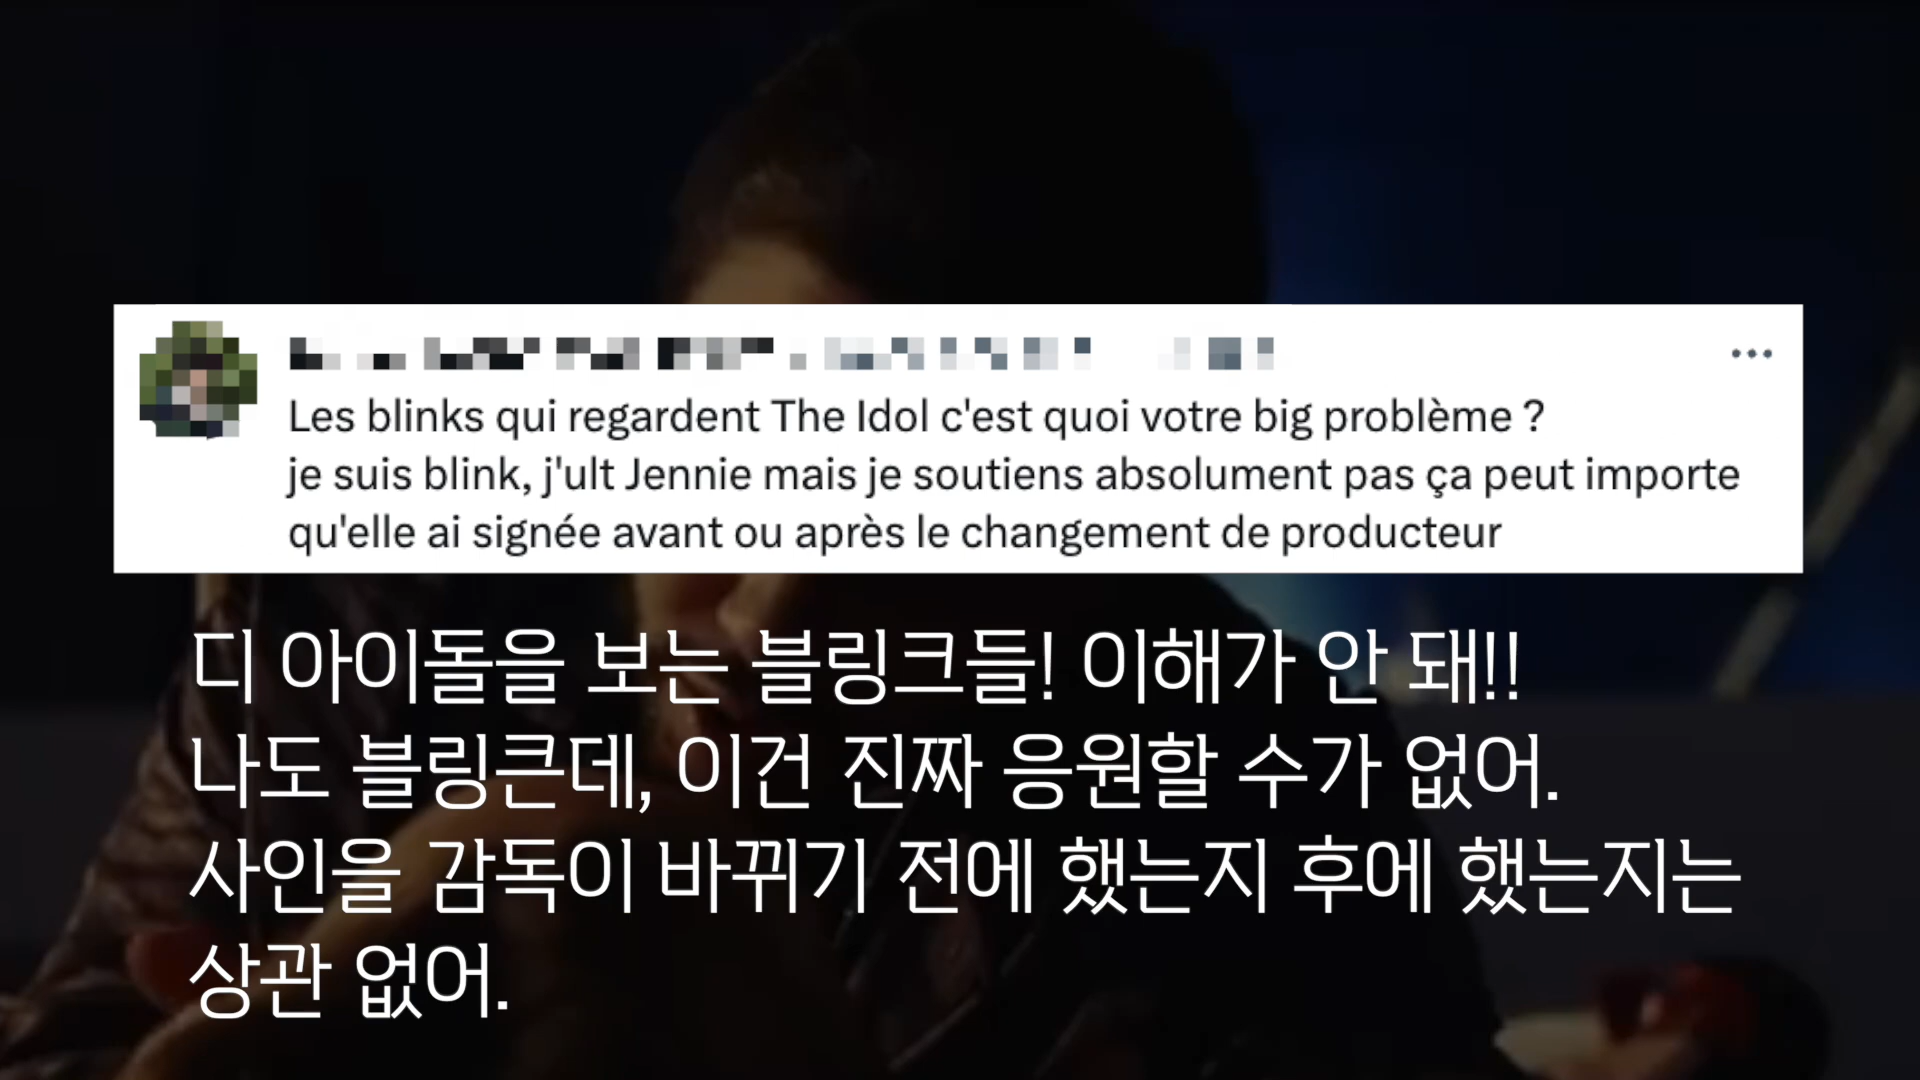 Les blinks qui regardent The Idol c'est quoi votre big problème ?
je suis blink, j'ult Jennie mais je soutiens absolument pas ça peut importe
qu'elle ai signée avant ou après le changement de producteur
디 아이돌을 보는 블링크들! 이해가 안 돼!!
나도 블링큰데, 이건 진짜 응원할 수가 없어.
사인을 감독이 바뀌기 전에 했는지 후에 했는지는
상관 없어.